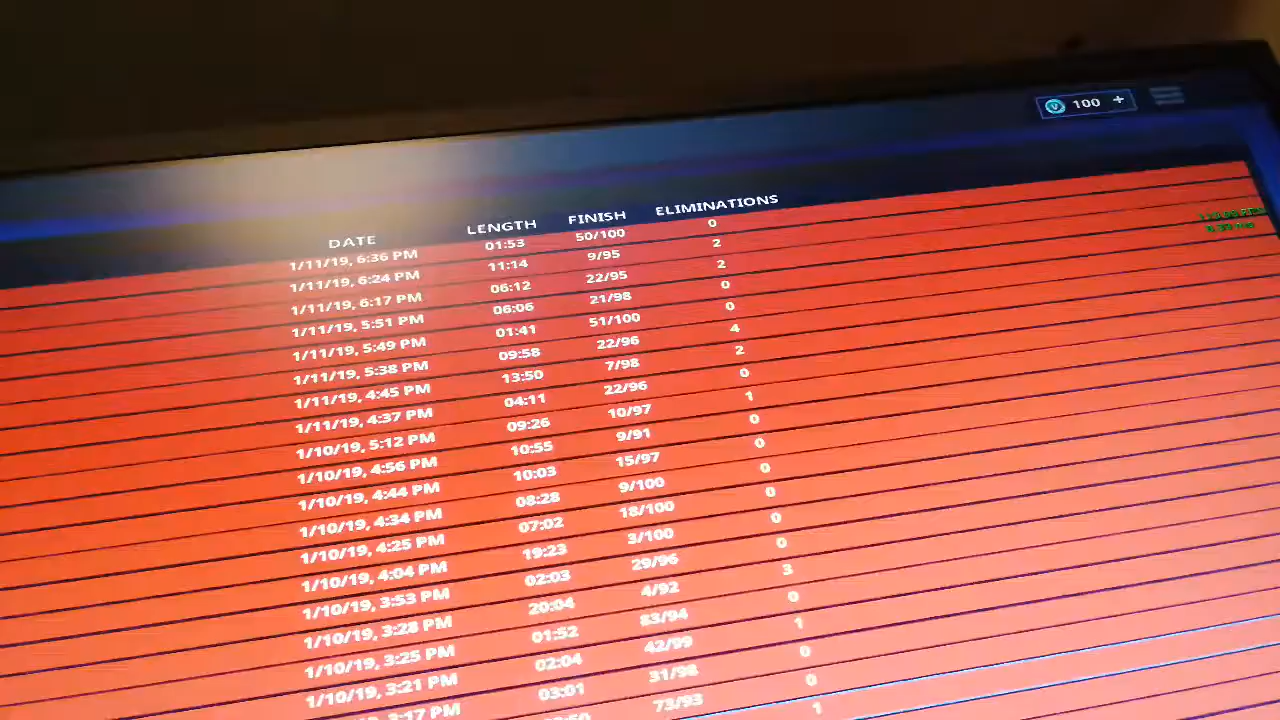 100 +
DATE LENGTH FINISH ELIMINATIONS
1/11/19, 6:36 PM 01:53 50/100 0
1/11/19, 6:24 PM 11:14 9/95 2
1/11/19, 6:17 PM 06:12 22/95 2
1/11/19, 5:51 PM 06:06 21/98 0
1/11/19, 5:49 PM 01:41 51/100 0
1/11/19, 5:38 PM 09:58 22/96 4
1/11/19, 4:45 PM 13:50 7/98 2
1/11/19, 4:37 PM 04:11 22/96 0
1/10/19, 5:12 PM 09:26 10/97 1
1/10/19, 4:56 PM 10:55 9/91 0
1/10/19, 4:44 PM 10:03 15/97 0
1/10/19, 4:34 PM 08:28 9/100 0
1/10/19, 4:25 PM 07:02 18/100 0
1/10/19, 4:04 PM 19:23 3/100 0
1/10/19, 3:53 PM 02:03 29/96 0
1/10/19, 3:28 PM 20:04 4/92 3
1/10/19, 3:25 PM 01:52 83/94 0
1/10/19, 3:21 PM 02:04 42/99 1
3:17 PM 03:01 31/98 0
73/93 0
1